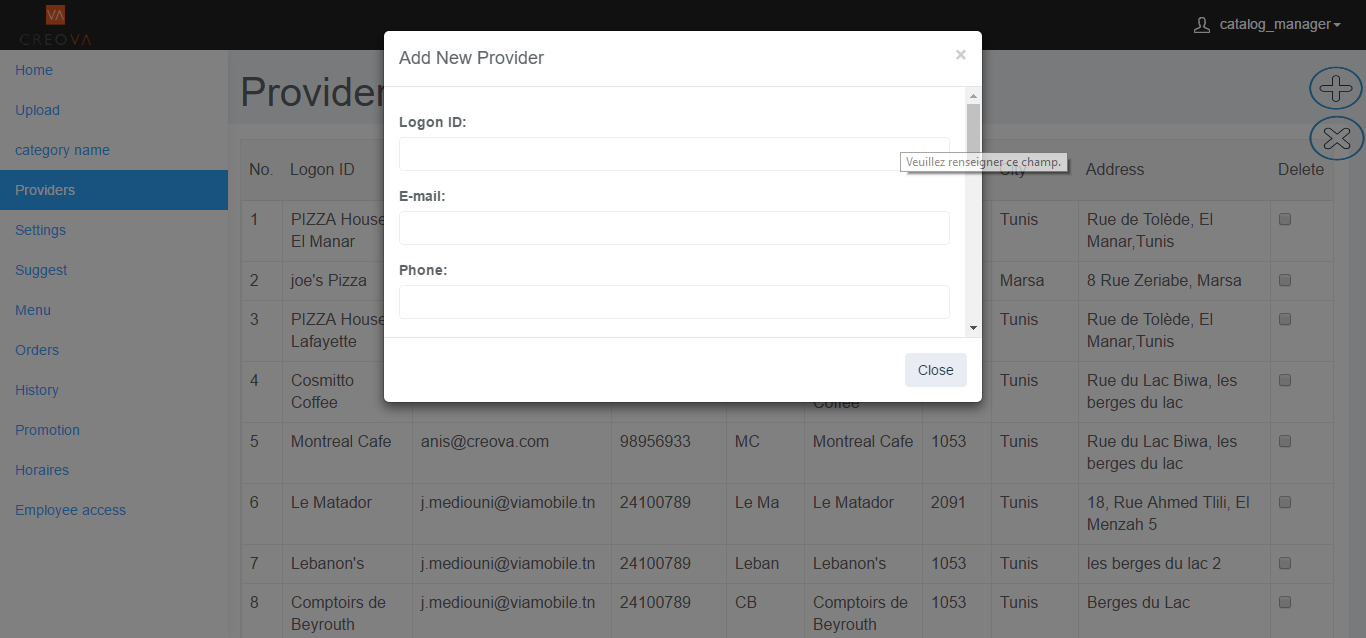 VA
CREOVA
catalog_manager
Home
Upload
category name
Providers
Settings
Suggest
Menu
Orders
History
Promotion
Horaires
Employee access
Provider
Add New Provider
×
Logon ID:
Veuillez renseigner ce champ.
E-mail:
Phone:
Close
No. Logon ID City Address Delete
1 PIZZA House Tunis Rue de Tolède, El
El Manar Manar,Tunis
2 joe's Pizza Marsa 8 Rue Zeriabe, Marsa
3 PIZZA House Tunis Rue de Tolède, El
Lafayette Manar,Tunis
4 Cosmitto Tunis Rue du Lac Biwa, les
Coffee Coffee berges du lac
5 Montreal Cafe anis@creova.com 98956933 MC Montreal Cafe 1053 Tunis Rue du Lac Biwa, les
berges du lac
6 Le Matador j.mediouni@viamobile.tn 24100789 Le Ma Le Matador 2091 Tunis 18, Rue Ahmed Tlili, El
Menzah 5
7 Lebanon's j.mediouni@viamobile.tn 24100789 Leban Lebanon's 1053 Tunis les berges du lac 2
8 Comptoirs de j.mediouni@viamobile.tn 24100789 CB Comptoirs de 1053 Tunis Berges du Lac
Beyrouth Beyrouth